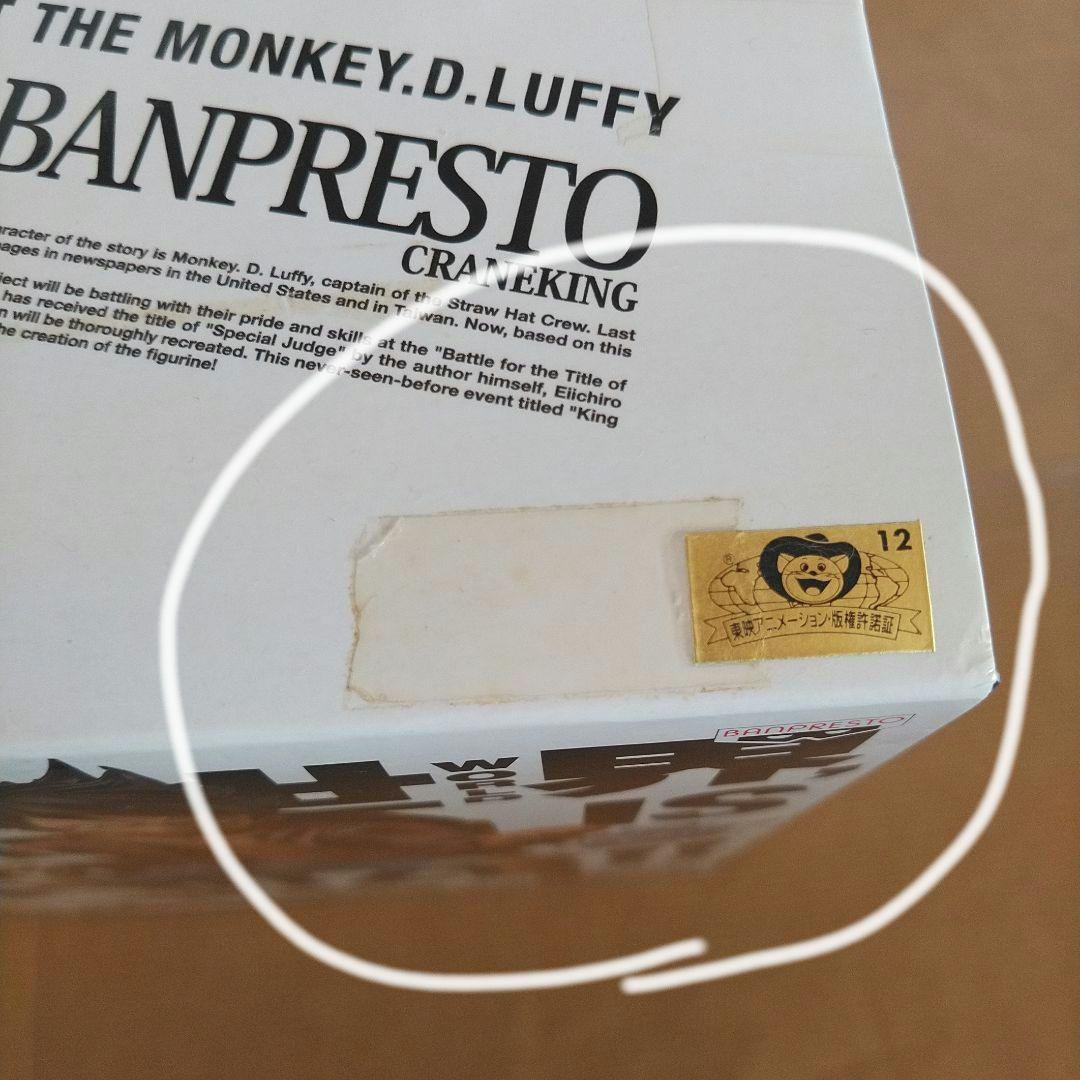 THE MONKEY.D.LUFFY
BANPRESTO
CRANEKING
character of the story is Monkey. D. Luffy, captain of the Straw Hat Crew. Last
in newspapers in the United States and in Taiwan. Now, based on this
will be battling with their pride and skills at the "Battle for the Title of
has received the title of "Special Judge" by the author himself, Eiichiro
will be thoroughly recreated. This never-seen-before event titled "King
the creation of the figurine!
12
®
東映アニメーション・版権許諾証
BANPRESTO
WORLD